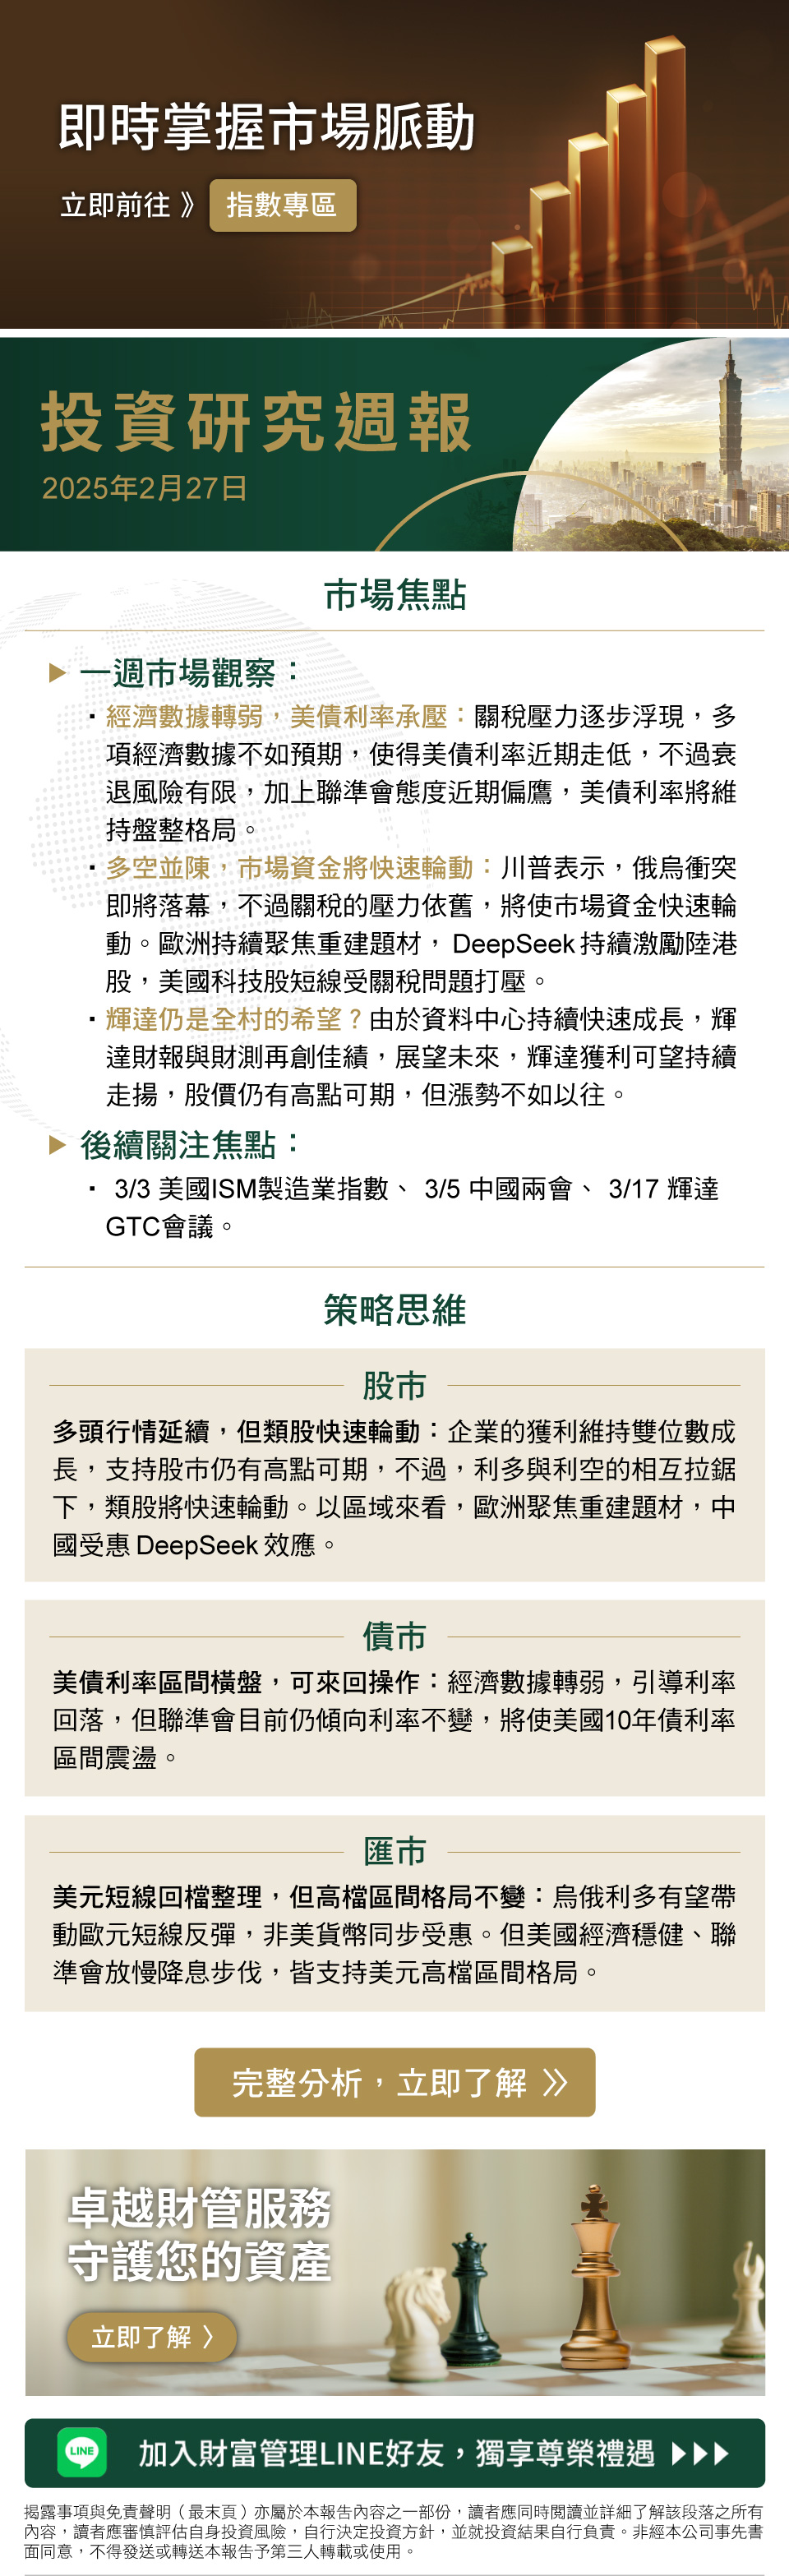 即時掌握市場脈動
立即前往 》 指數專區
投資研究週報
2025年2月27日
市場焦點
▶ 一週市場觀察：
・經濟數據轉弱，美債利率承壓：關稅壓力逐步浮現，多
項經濟數據不如預期，使得美債利率近期走低，不過衰
退風險有限，加上聯準會態度近期偏鷹，美債利率將維
持盤整格局。
・多空並陳，市場資金將快速輪動：川普表示，俄烏衝突
即將落幕，不過關稅的壓力依舊，將使市場資金快速輪
動。歐洲持續聚焦重建題材， DeepSeek 持續激勵陸港
股，美國科技股短線受關稅問題打壓。
・輝達仍是全村的希望？由於資料中心持續快速成長，輝
達財報與財測再創佳績，展望未來，輝達獲利可望持續
走揚，股價仍有高點可期，但漲勢不如以往。
▶ 後續關注焦點：
・ 3/3 美國ISM製造業指數、 3/5 中國兩會、 3/17 輝達
GTC會議。
策略思維
股市
多頭行情延續，但類股快速輪動：企業的獲利維持雙位數成
長，支持股市仍有高點可期，不過，利多與利空的相互拉鋸
下，類股將快速輪動。以區域來看，歐洲聚焦重建題材，中
國受惠 DeepSeek 效應。
債市
美債利率區間橫盤，可來回操作：經濟數據轉弱，引導利率
回落，但聯準會目前仍傾向利率不變，將使美國10年債利率
區間震盪。
匯市
美元短線回檔整理，但高檔區間格局不變：烏俄利多有望帶
動歐元短線反彈，非美貨幣同步受惠。但美國經濟穩健、聯
準會放慢降息步伐，皆支持美元高檔區間格局。
完整分析，立即了解 》
卓越財管服務
守護您的資產
立即了解 〉
LINE 加入財富管理LINE好友，獨享尊榮禮遇 ▶▶▶
揭露事項與免責聲明（最末頁）亦屬於本報告內容之一部份，讀者應同時閱讀並詳細了解該段落之所有
內容，讀者應審慎評估自身投資風險，自行決定投資方針，並就投資結果自行負責。非經本公司事先書
面同意，不得發送或轉送本報告予第三人轉載或使用。